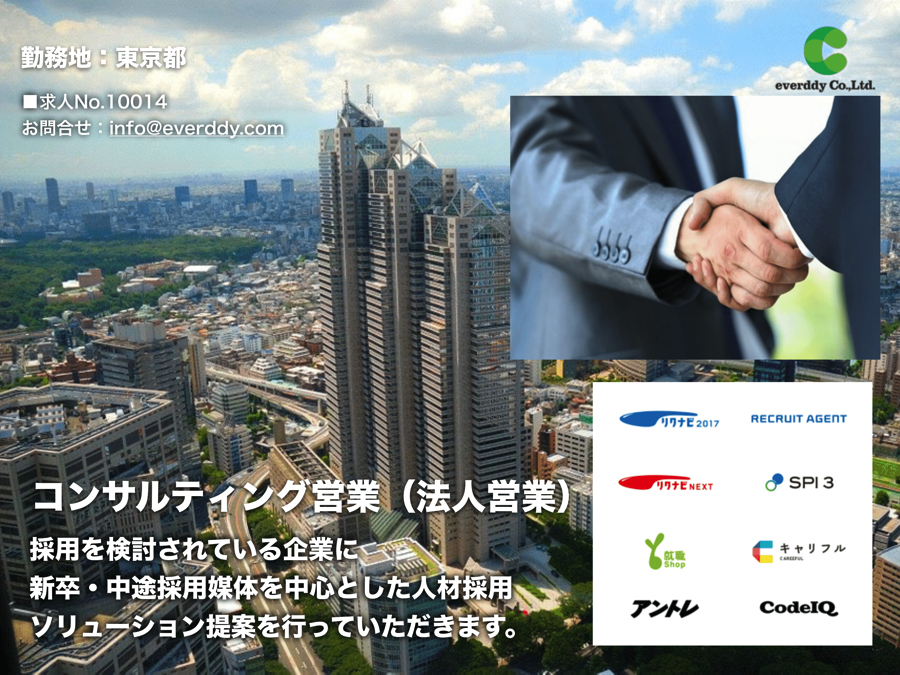 勤務地：東京都
■求人No.10014
お問合せ：info@everddy.com
everddy Co.,Ltd.
コンサルティング営業（法人営業）
採用を検討されている企業に
新卒・中途採用媒体を中心とした人材採用
ソリューション提案を行っていただきます。
リクナビ2017
RECRUIT AGENT
リクナビNEXT
SPI3
就職
Shop
キャリフル
CAREEFUL
アントレ
CodeIQ